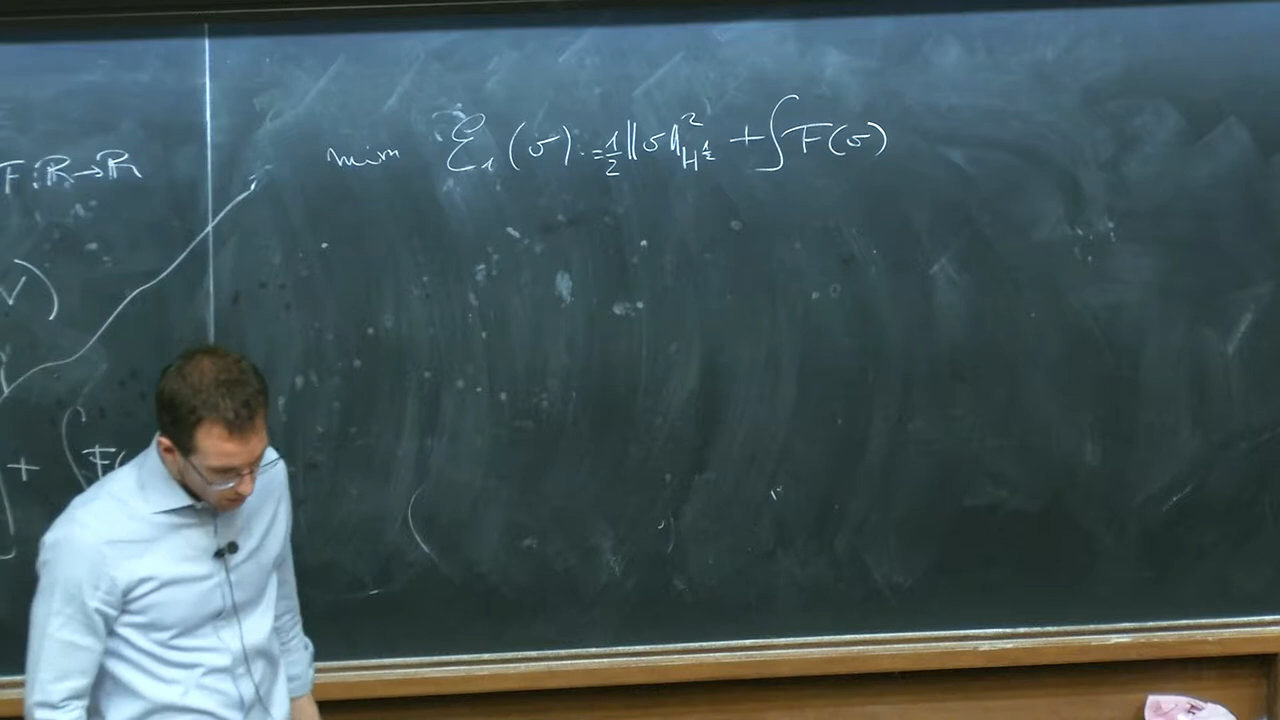 min ℰ₁(σ) := 1/2 ‖σ‖²_{H^{1/2}} + ∫ F(σ)
F: ℝ → ℝ
V)
+ F(